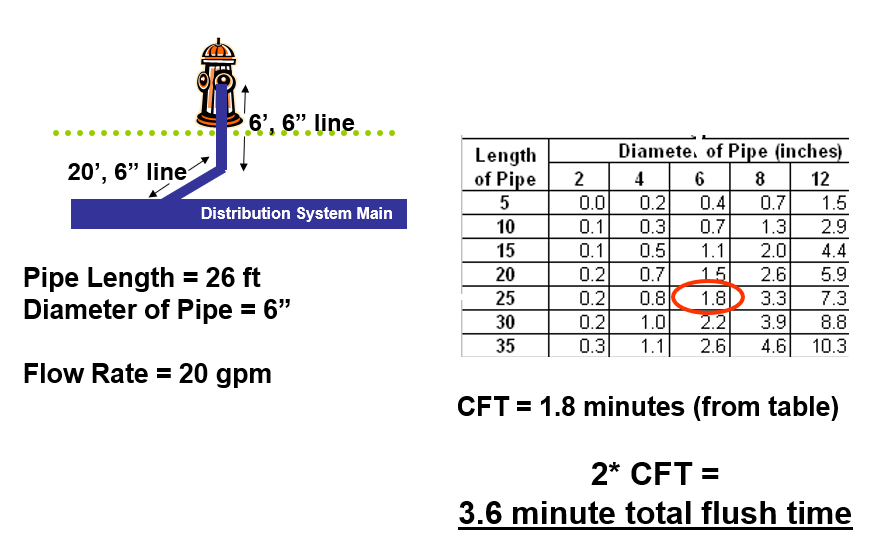 6’, 6” line
20’, 6” line
Distribution System Main
Pipe Length = 26 ft
Diameter of Pipe = 6”
Flow Rate = 20 gpm
Length of Pipe Diameter of Pipe (inches)
2 4 6 8 12
5 0.0 0.2 0.4 0.7 1.5
10 0.1 0.3 0.7 1.3 2.9
15 0.1 0.5 1.1 2.0 4.4
20 0.2 0.7 1.5 2.6 5.9
25 0.2 0.8 1.8 3.3 7.3
30 0.2 1.0 2.2 3.9 8.8
35 0.3 1.1 2.6 4.6 10.3
CFT = 1.8 minutes (from table)
2* CFT =
3.6 minute total flush time